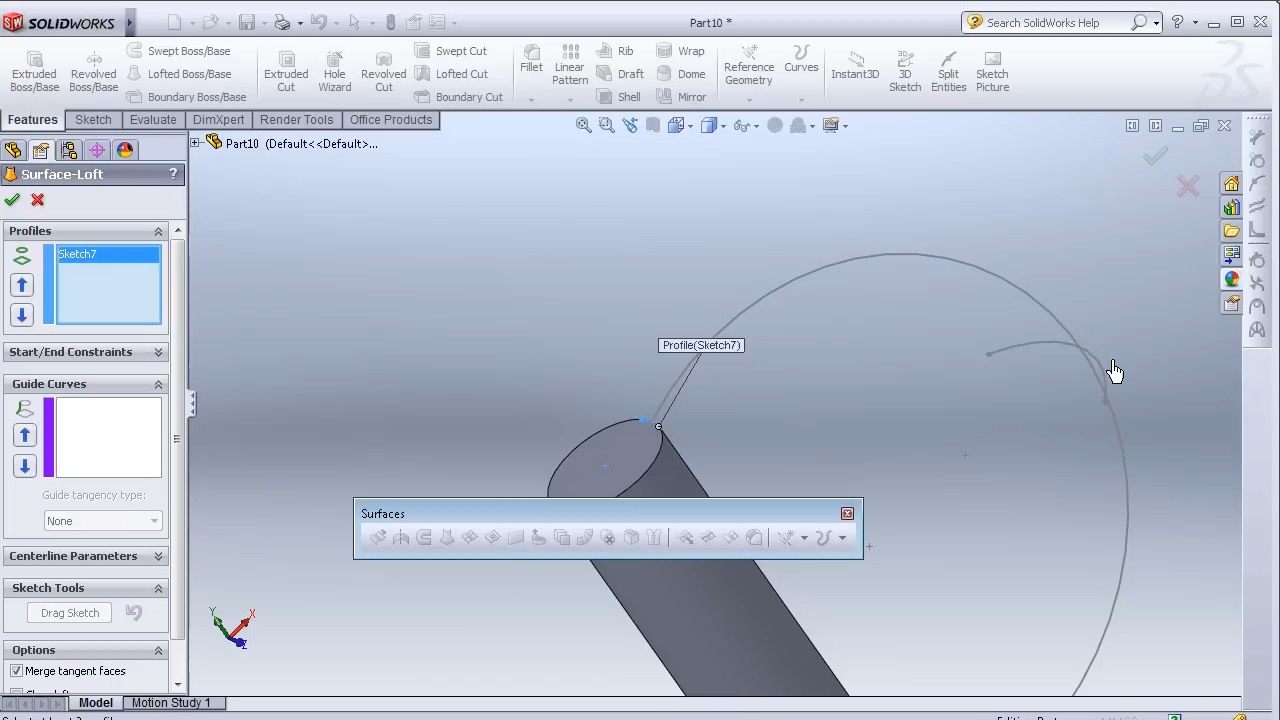 SOLIDWORKS
Part10 *
Search SolidWorks Help
Extruded Boss/Base
Revolved Boss/Base
Swept Boss/Base
Lofted Boss/Base
Boundary Boss/Base
Extruded Cut
Hole Wizard
Revolved Cut
Swept Cut
Lofted Cut
Boundary Cut
Fillet
Linear Pattern
Rib
Draft
Shell
Wrap
Dome
Mirror
Reference Geometry
Curves
Instant3D
3D Sketch
Split Entities
Sketch Picture
Features
Sketch
Evaluate
DimXpert
Render Tools
Office Products
Part10 (Default<<Default>...
Surface-Loft
?
Profiles
Sketch7
Start/End Constraints
Guide Curves
Guide tangency type:
None
Centerline Parameters
Sketch Tools
Drag Sketch
Options
Merge tangent faces
Profile(Sketch7)
Surfaces
Y
X
Z
Model
Motion Study 1